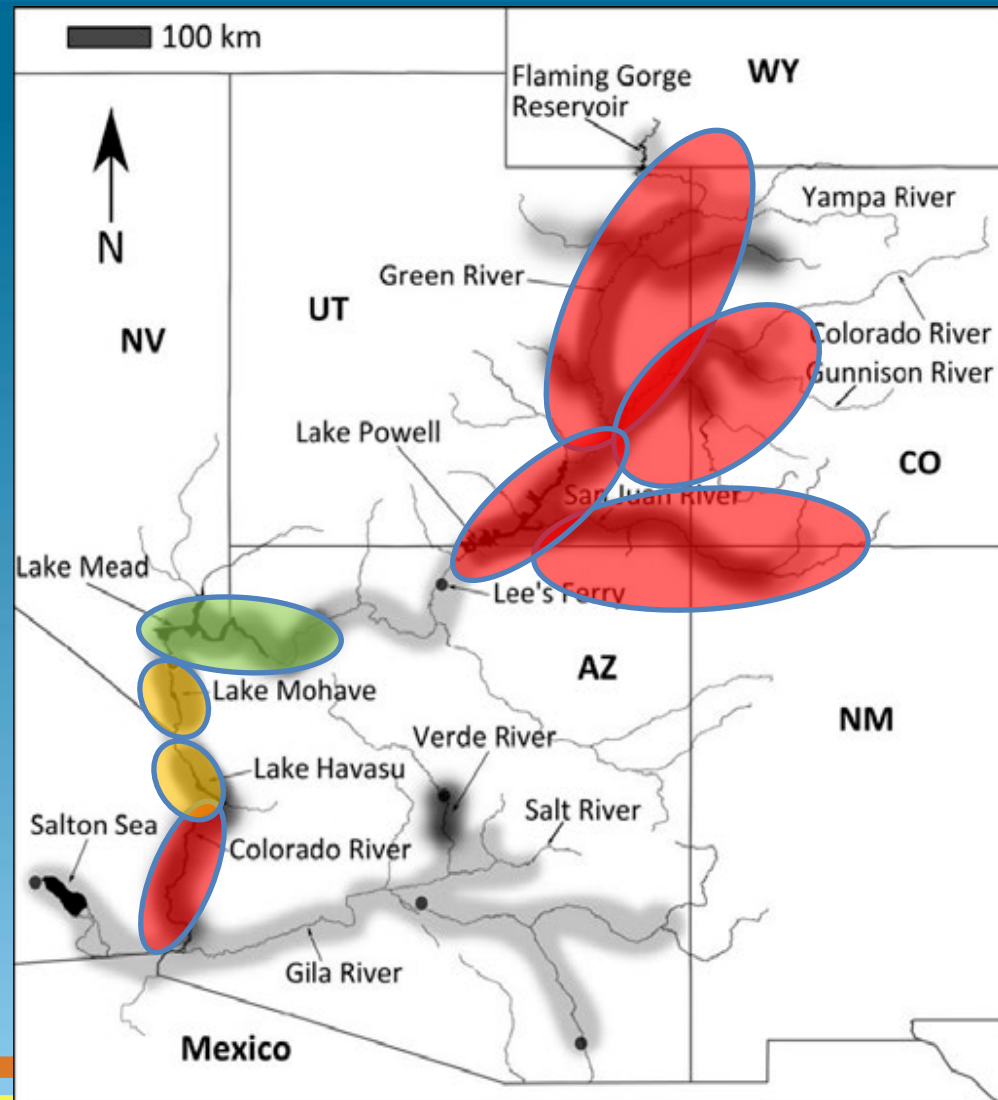 100 km
Flaming Gorge
Reservoir
WY
Yampa River
N
Green River
UT
NV
Colorado River
Gunnison River
Lake Powell
CO
San Juan River
Lake Mead
Lee's Ferry
AZ
Lake Mohave
NM
Verde River
Lake Havasu
Salt River
Salton Sea
Colorado River
Gila River
Mexico